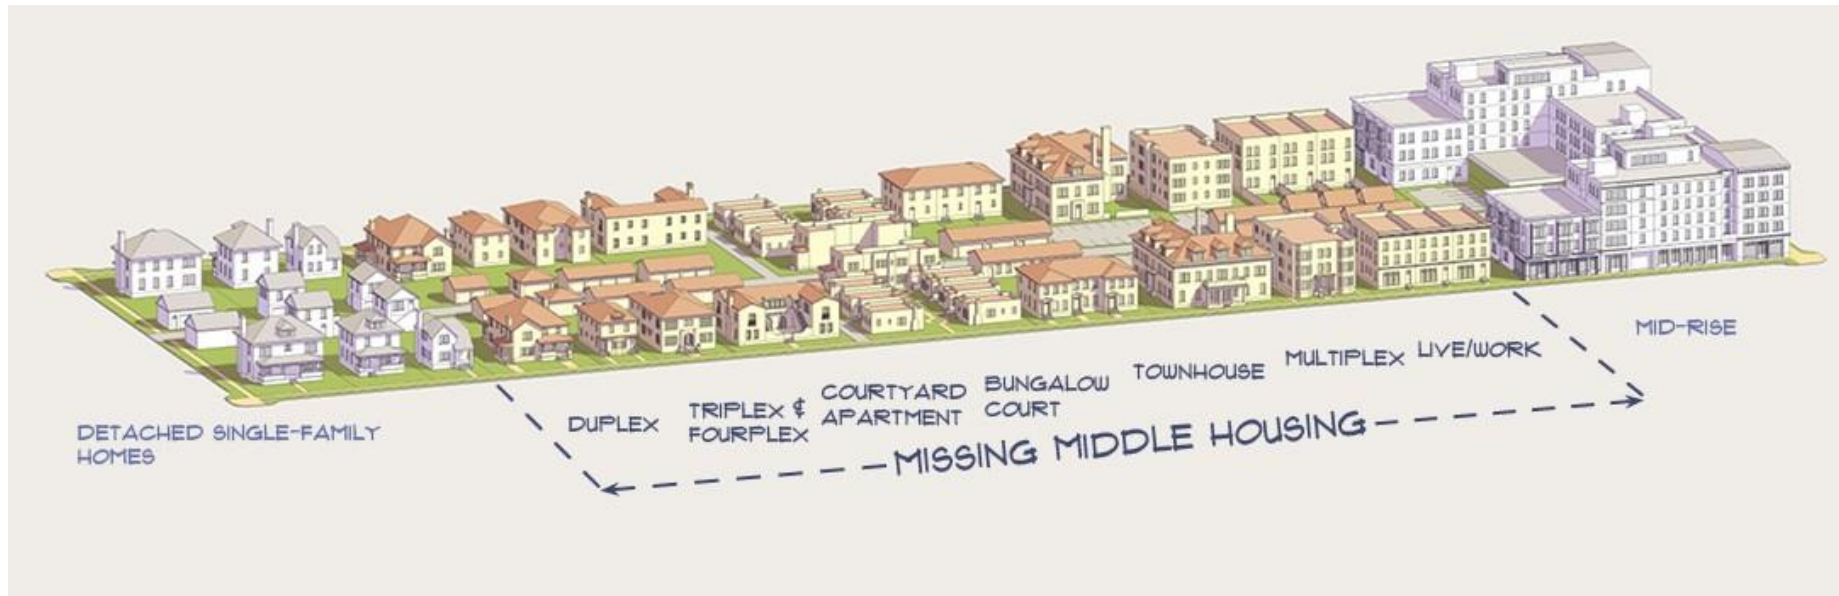 DETACHED SINGLE-FAMILY
HOMES
DUPLEX
TRIPLEX &
FOURPLEX
COURTYARD
APARTMENT
BUNGALOW
COURT
TOWNHOUSE
MULTIPLEX
LIVE/WORK
MID-RISE
MISSING MIDDLE HOUSING